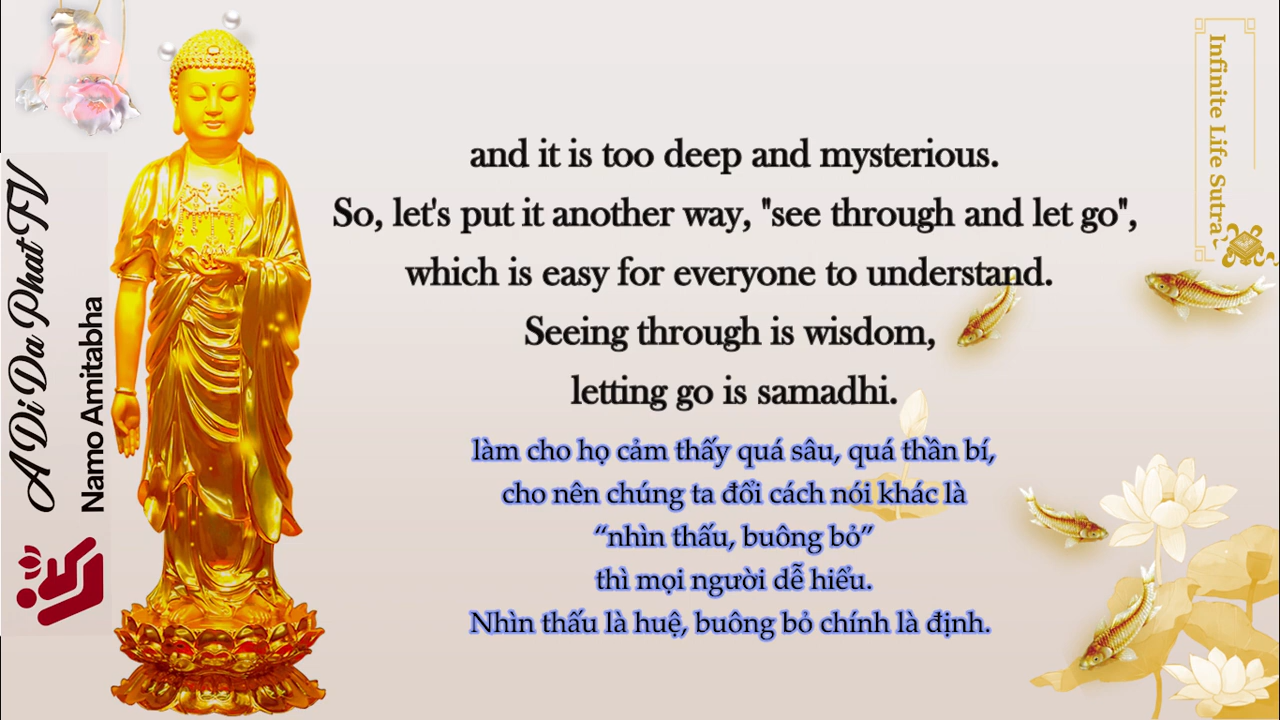 A Di Da Phat TV
Namo Amitabha
Infinite Life Sutra
and it is too deep and mysterious.
So, let's put it another way, "see through and let go",
which is easy for everyone to understand.
Seeing through is wisdom,
letting go is samadhi.
làm cho họ cảm thấy quá sâu, quá thần bí,
cho nên chúng ta đổi cách nói khác là
“nhìn thấu, buông bỏ”
thì mọi người dễ hiểu.
Nhìn thấu là huệ, buông bỏ chính là định.